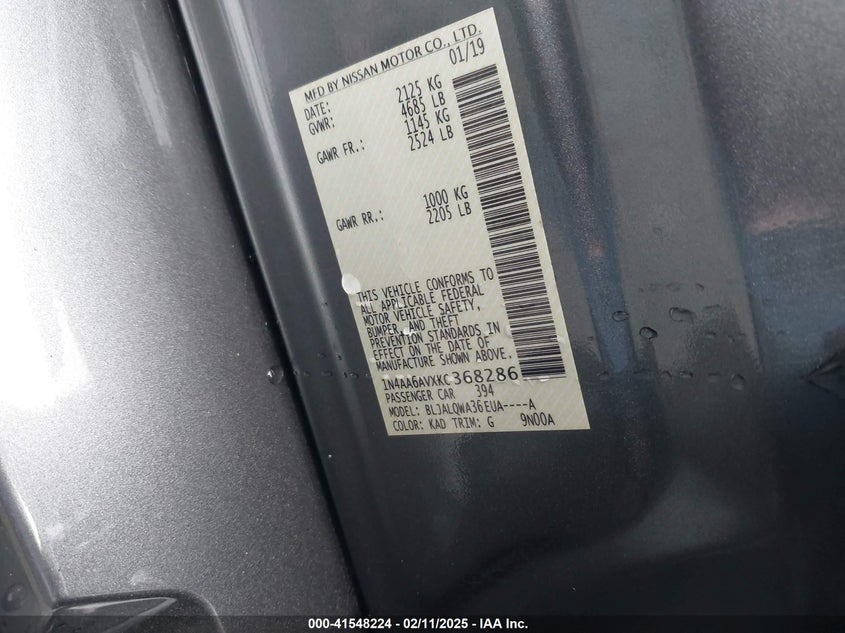 MFD BY NISSAN MOTOR CO., LTD.
DATE: 01/19
GVWR: 2125 KG
4685 LB
GAWR FR.: 1145 KG
2524 LB
GAWR RR.: 1000 KG
2205 LB
THIS VEHICLE CONFORMS TO
ALL APPLICABLE FEDERAL
MOTOR VEHICLE SAFETY,
BUMPER, AND THEFT
PREVENTION STANDARDS IN
EFFECT ON THE DATE OF
MANUFACTURE SHOWN ABOVE.
1N4AA6AVXKC368286
PASSENGER CAR 394
MODEL: BLJALQWA36EUA----A
COLOR: KAD TRIM: G 9N00A
000-41548224 - 02/11/2025 - IAA Inc.